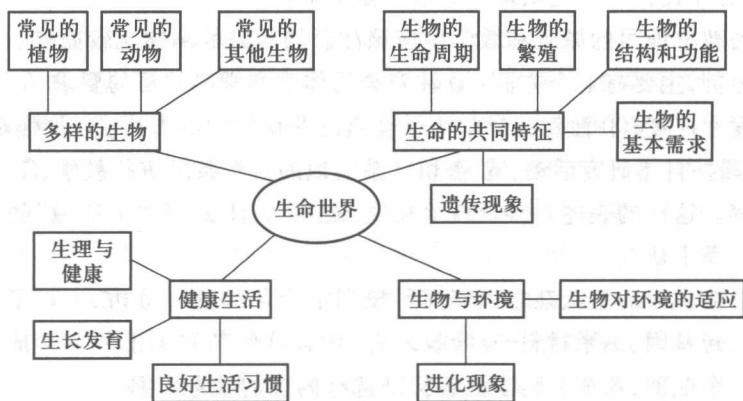 常见的
植物
常见的
动物
常见的
其他生物
生物的
生命周期
生物的
繁殖
生物的
结构和功能
多样的生物
生命的共同特征
生物的
基本需求
生命世界
遗传现象
生理与
健康
健康生活
生物与环境
生物对环境的适应
生长发育
良好生活习惯
进化现象